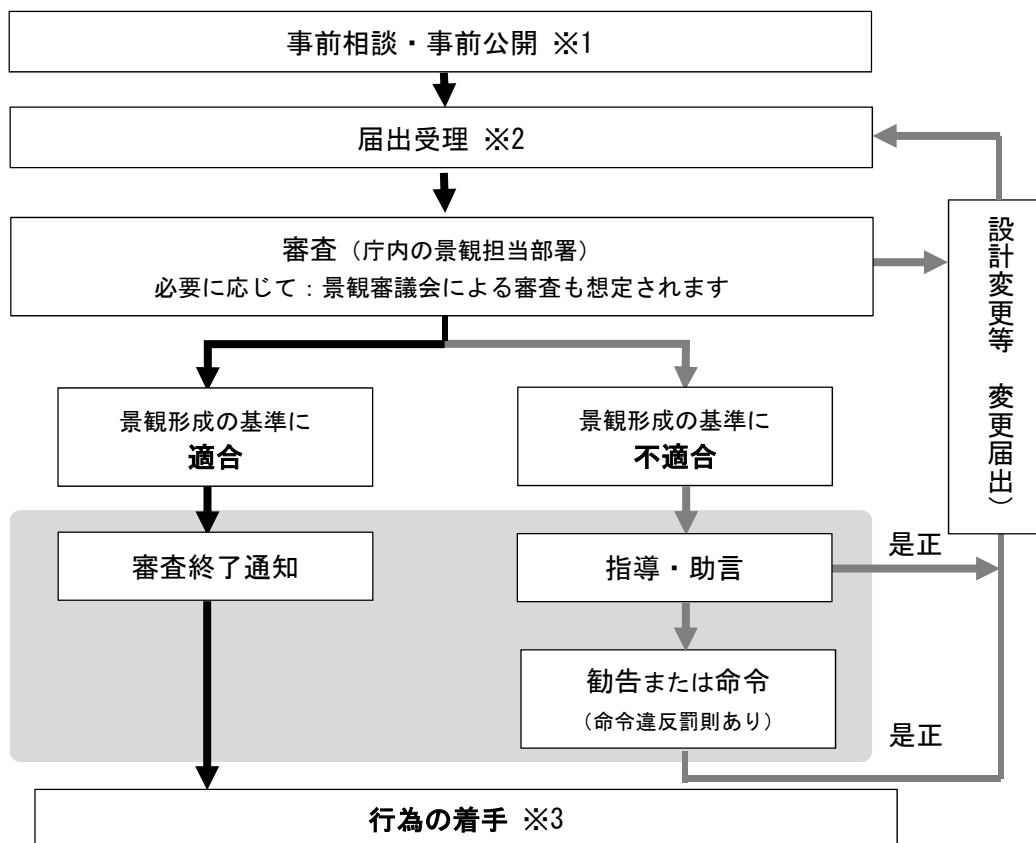 事前相談・事前公開 ※1
届出受理 ※2
審査（庁内の景観担当部署）
必要に応じて：景観審議会による審査も想定されます
設計変更等 変更届出）
景観形成の基準に
適合
景観形成の基準に
不適合
審査終了通知
指導・助言
是正
勧告または命令
（命令違反罰則あり）
是正
行為の着手 ※3